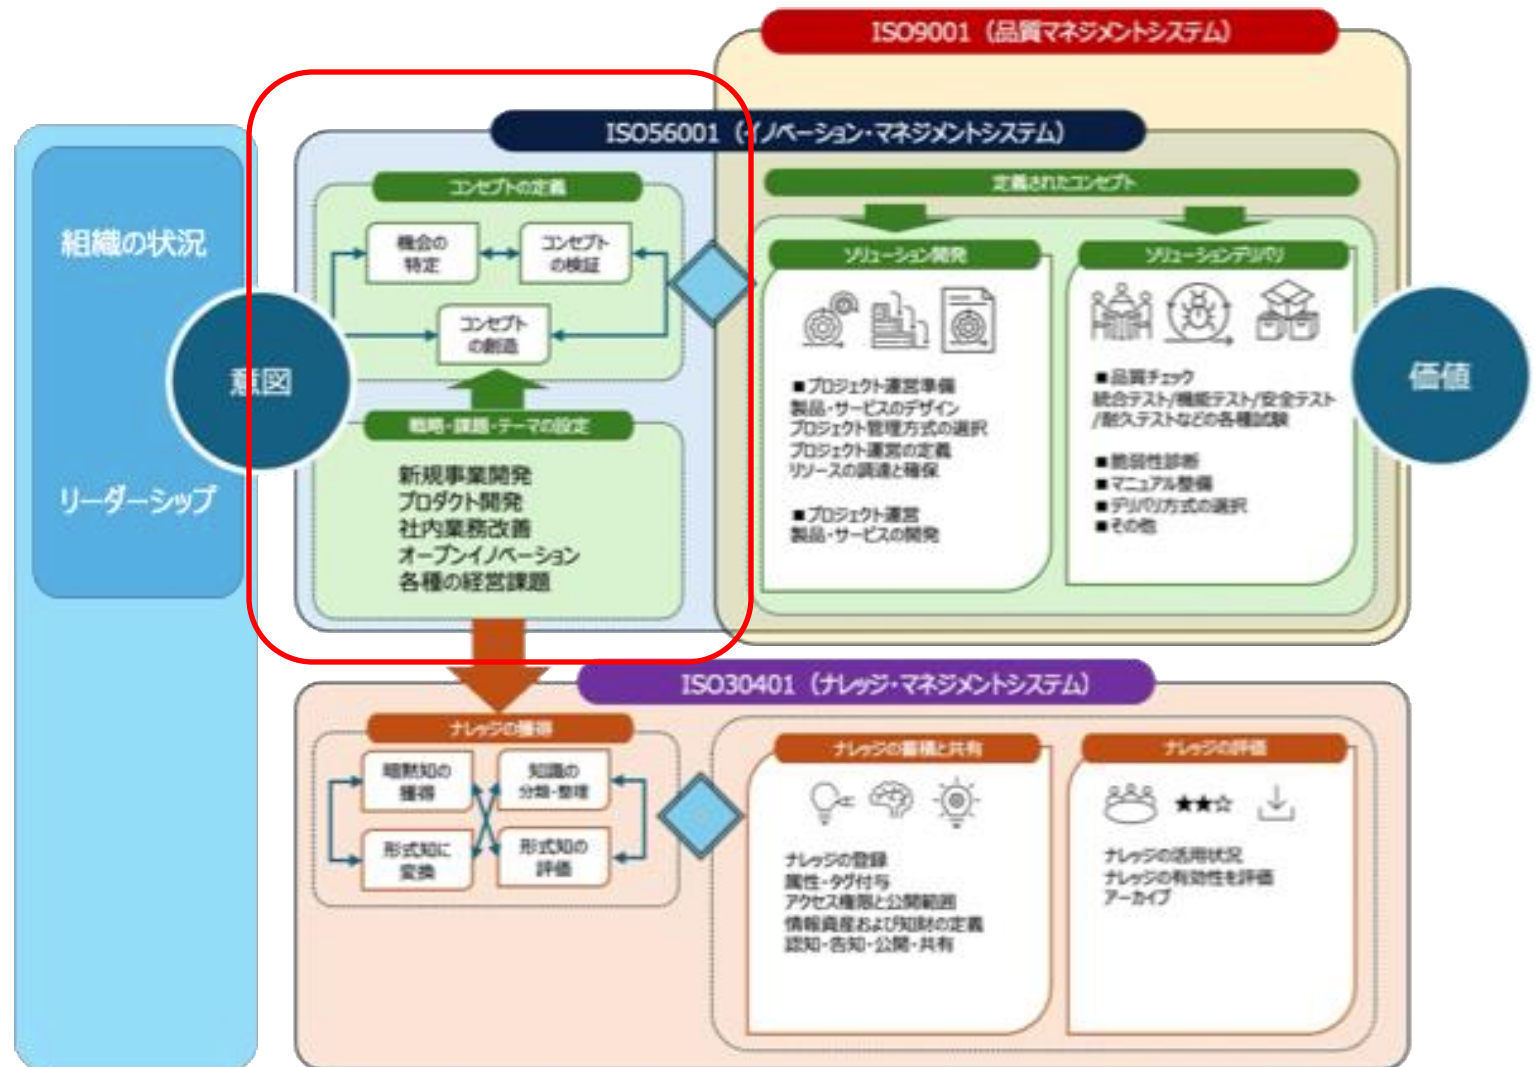 ISO9001（品質マネジメントシステム）
ISO56001（イノベーション・マネジメントシステム）
組織の状況
リーダーシップ
意図
コンセプトの定義
機会の
特定
コンセプト
の検証
コンセプト
の創造
戦略・課題・テーマの設定
新規事業開発
プロダクト開発
社内業務改善
オープンイノベーション
各種の経営課題
定義されたコンセプト
ソリューション開発
■プロジェクト運営準備
製品・サービスのデザイン
プロジェクト管理方式の選択
プロジェクト運営の定義
リソースの調達と確保
■プロジェクト運営
製品・サービスの開発
ソリューションデリバリ
■品質チェック
統合テスト/機能テスト/安全テスト
/耐久テストなどの各種試験
■脆弱性診断
■マニュアル整備
■デリバリ方式の選択
■その他
価値
ISO30401（ナレッジ・マネジメントシステム）
ナレッジの獲得
暗黙知の
獲得
知識の
分類・整理
形式知に
変換
形式知の
評価
ナレッジの蓄積と共有
ナレッジの登録
属性・タグ付与
アクセス権限と公開範囲
情報資産および知財の定義
認知・告知・公開・共有
ナレッジの評価
★★☆
ナレッジの活用状況
ナレッジの有効性を評価
アーカイブ